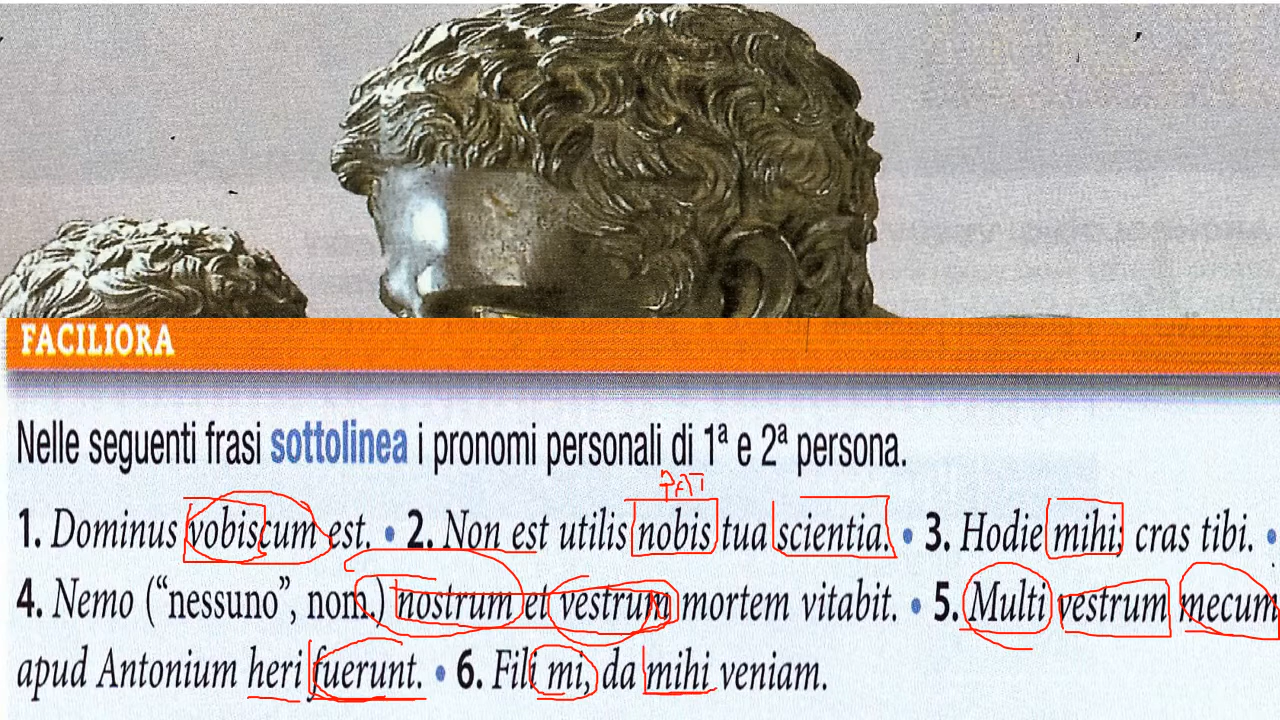 FACILIORA
Nelle seguenti frasi sottolinea i pronomi personali di 1ª e 2ª persona.
DAT
1. Dominus vobiscum est. • 2. Non est utilis nobis tua scientia. • 3. Hodie mihi; cras tibi. •
4. Nemo (“nessuno”, nom.) nostrum et vestrum mortem vitabit. • 5. Multi vestrum mecum
apud Antonium heri fuerunt. • 6. Fili mi, da mihi veniam.